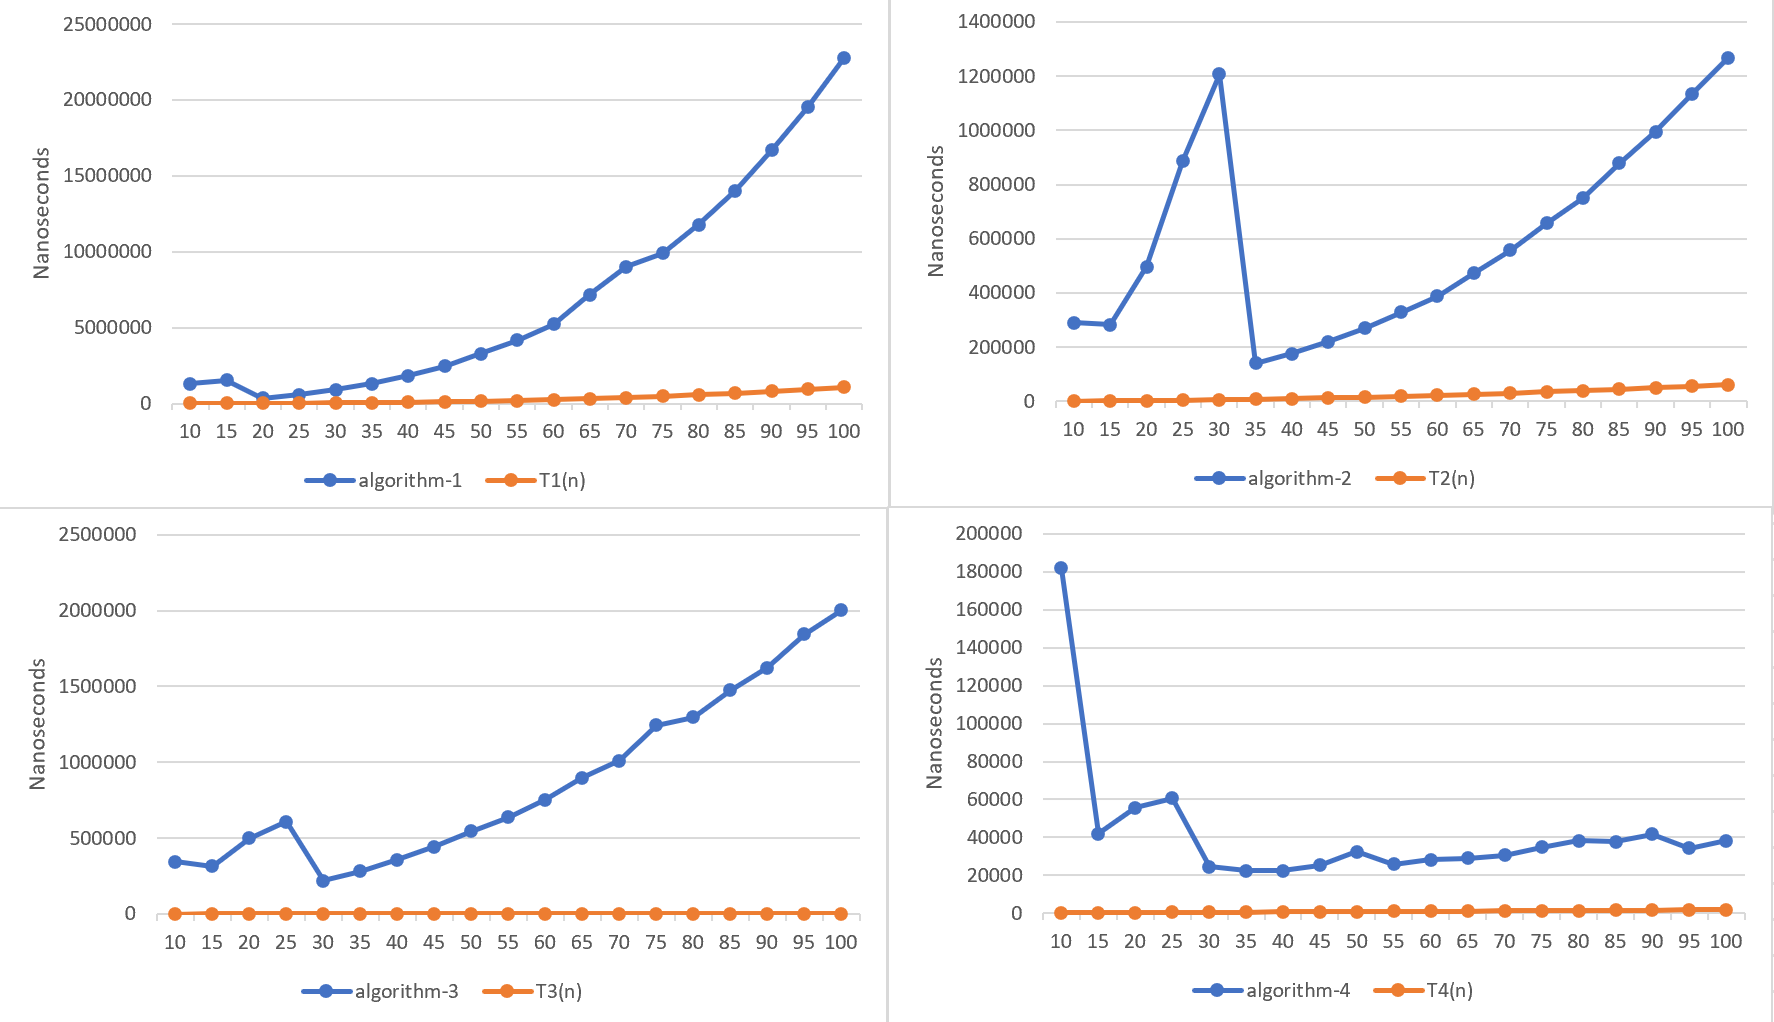 25000000
20000000
15000000
10000000
5000000
0
Nanoseconds
10 15 20 25 30 35 40 45 50 55 60 65 70 75 80 85 90 95 100
algorithm-1 T1(n)
1400000
1200000
1000000
800000
600000
400000
200000
0
Nanoseconds
10 15 20 25 30 35 40 45 50 55 60 65 70 75 80 85 90 95 100
algorithm-2 T2(n)
2500000
2000000
1500000
1000000
500000
0
Nanoseconds
10 15 20 25 30 35 40 45 50 55 60 65 70 75 80 85 90 95 100
algorithm-3 T3(n)
200000
180000
160000
140000
120000
100000
80000
60000
40000
20000
0
Nanoseconds
10 15 20 25 30 35 40 45 50 55 60 65 70 75 80 85 90 95 100
algorithm-4 T4(n)